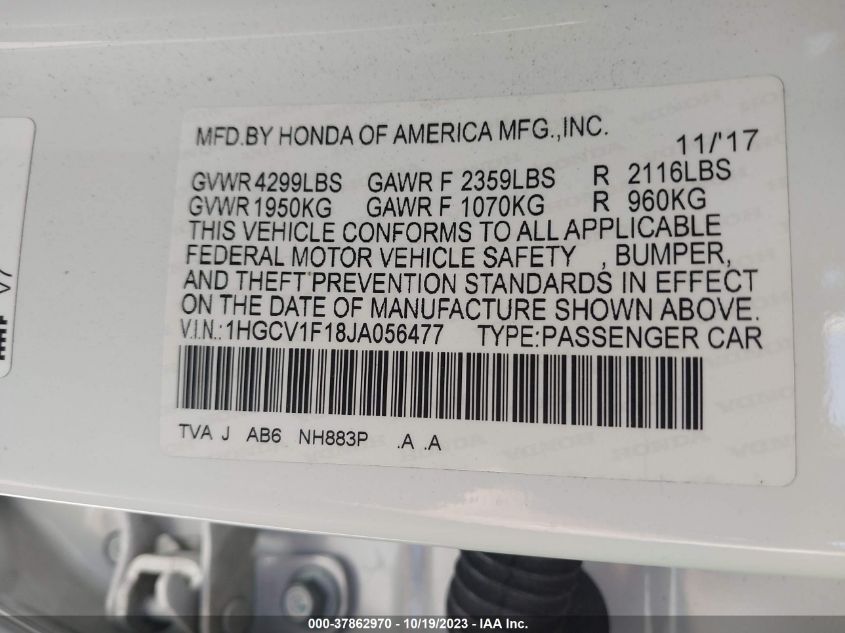 MFD.BY HONDA OF AMERICA MFG.,INC.
11/'17
GVWR 4299LBS GAWR F 2359LBS R 2116LBS
GVWR 1950KG GAWR F 1070KG R 960KG
THIS VEHICLE CONFORMS TO ALL APPLICABLE
FEDERAL MOTOR VEHICLE SAFETY , BUMPER,
AND THEFT PREVENTION STANDARDS IN EFFECT
ON THE DATE OF MANUFACTURE SHOWN ABOVE.
V.I.N.:1HGCV1F18JA056477 TYPE:PASSENGER CAR
TVA J AB6 NH883P .A .A
V7
000-37862970 - 10/19/2023 - IAA Inc.